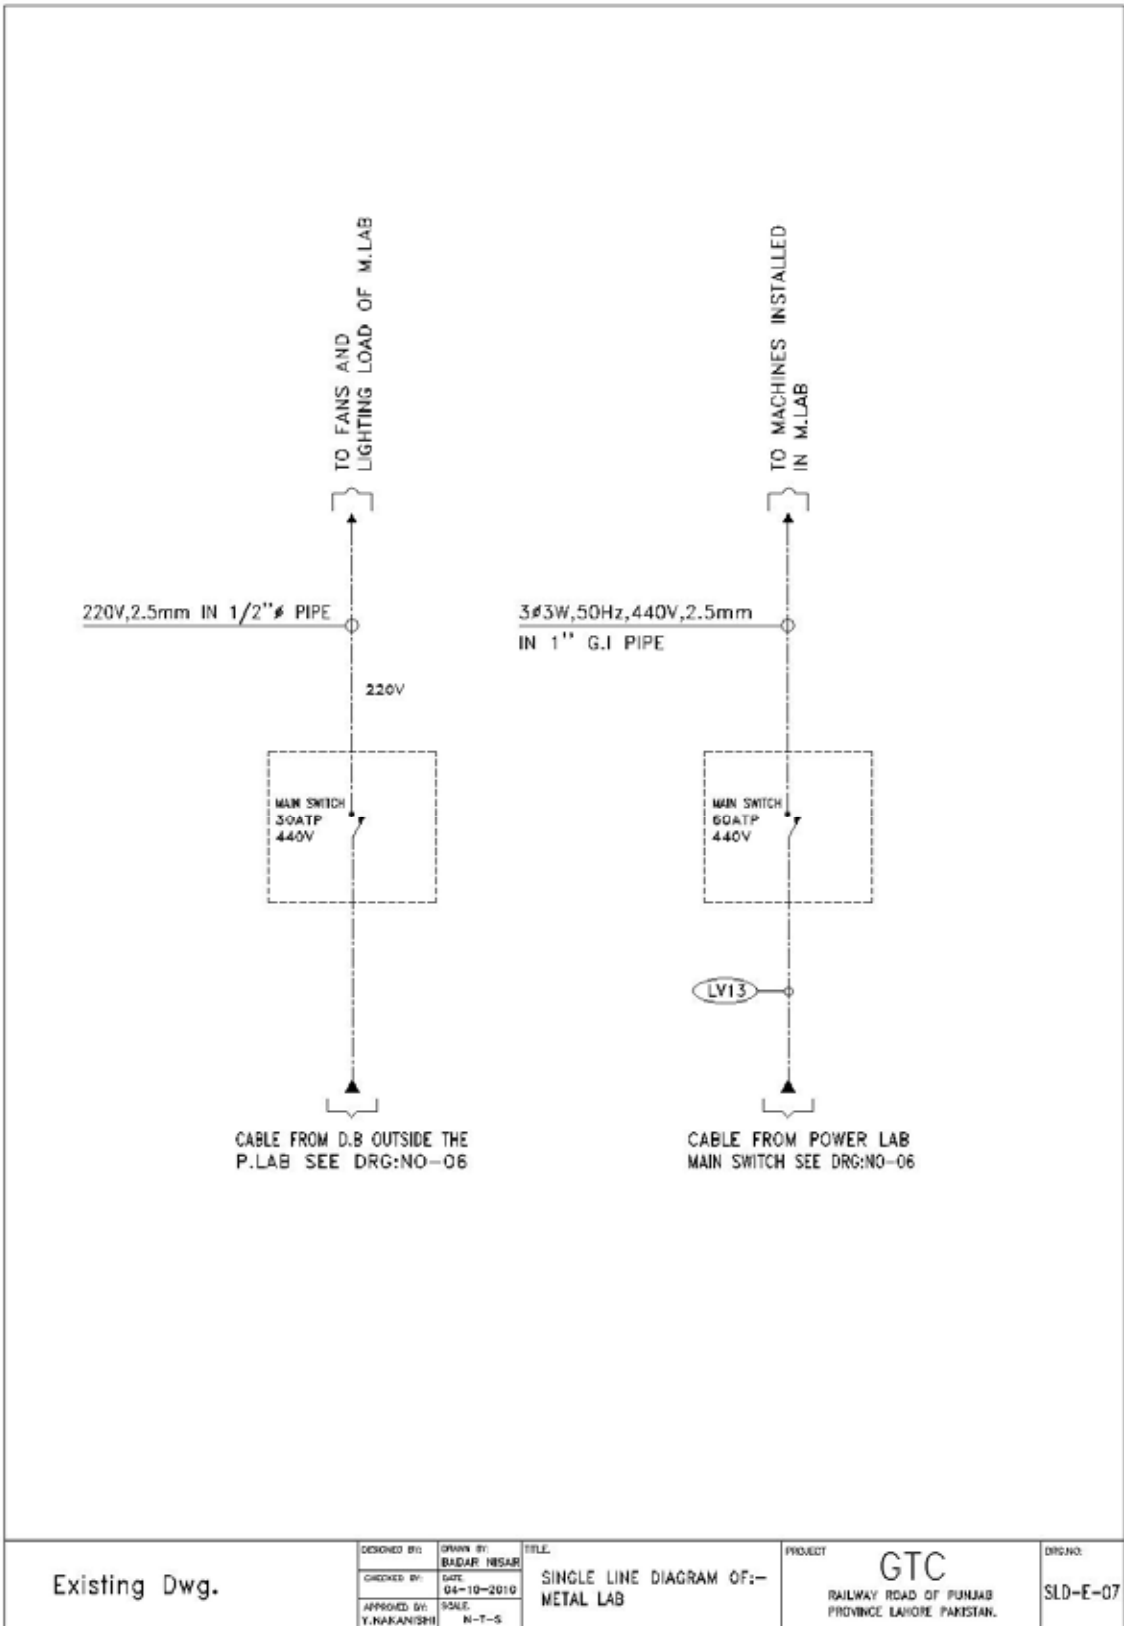 TO FANS AND
LIGHTING LOAD OF M.LAB
TO MACHINES INSTALLED
IN M.LAB
220V,2.5mm IN 1/2"ø PIPE
3ø3W,50Hz,440V,2.5mm
IN 1'' G.I PIPE
220V
MAIN SWITCH
30ATP
440V
MAIN SWITCH
60ATP
440V
LV13
CABLE FROM D.B OUTSIDE THE
P.LAB SEE DRG:NO-06
CABLE FROM POWER LAB
MAIN SWITCH SEE DRG:NO-06
Existing Dwg.
DESIGNED BY:
CHECKED BY:
APPROVED BY:
Y.NAKANISHI
DRAWN BY:
BADAR NISAR
DATE.
04-10-2010
SCALE.
N-T-S
TITLE.
SINGLE LINE DIAGRAM OF:-
METAL LAB
PROJECT
GTC
RAILWAY ROAD OF PUNJAB
PROVINCE LAHORE PAKISTAN.
DRG:NO:
SLD-E-07